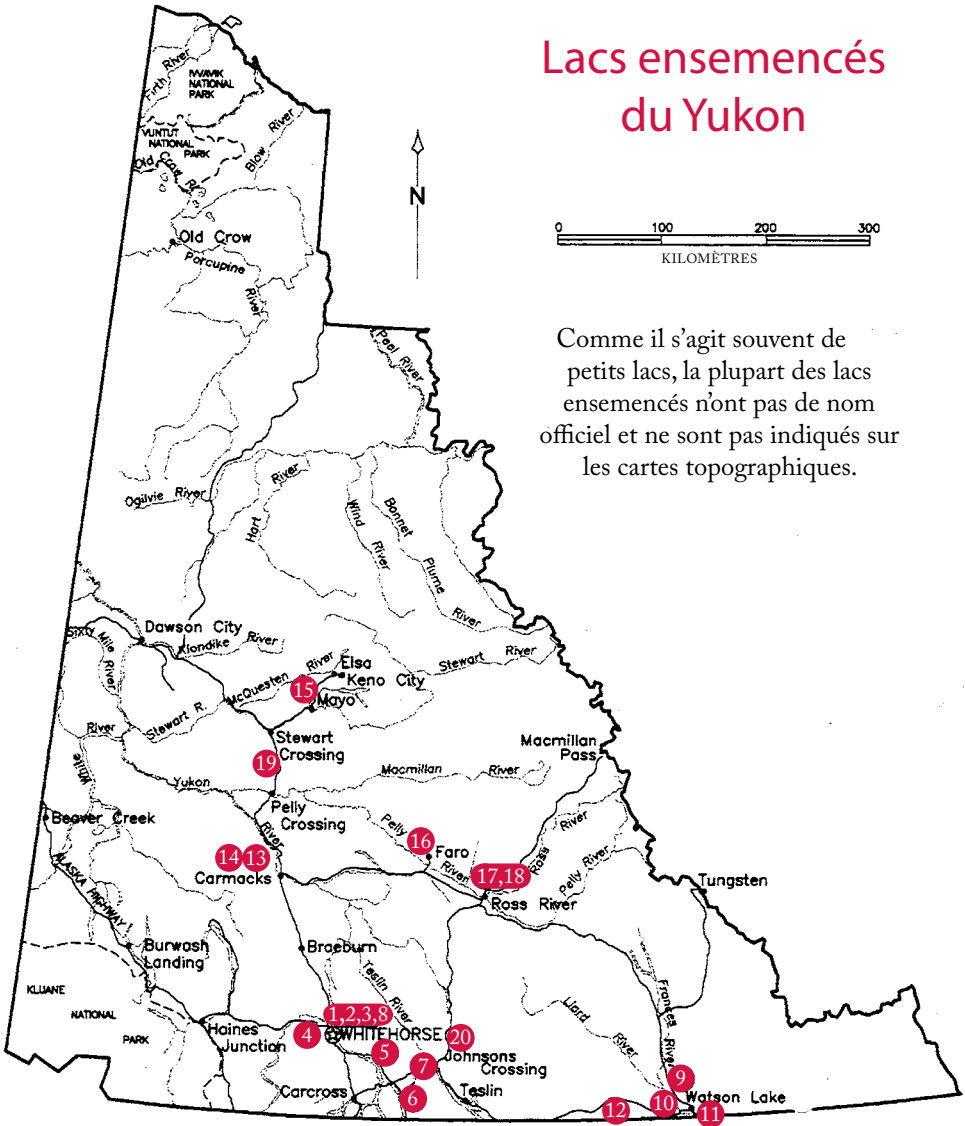 Lacs ensemencés
du Yukon
0 100 200 300
KILOMÈTRES
Comme il s'agit souvent de
petits lacs, la plupart des lacs
ensemencés n'ont pas de nom
officiel et ne sont pas indiqués sur
les cartes topographiques.
N
Firth River
IVVAVIK
NATIONAL
PARK
VUNTUT
NATIONAL
PARK
Old Crow R.
Blow River
Old Crow
Porcupine
River
Peel River
Ogilvie River
Hart
River
Wind
River
Bonnet
Plume
River
Dawson City
Sixty Mile River
Klondike River
McQuesten River
Elsa
Keno City
Stewart River
15
Mayo
Stewart R.
River
White
Stewart
Crossing
19
Macmillan
Pass
Yukon
Macmillan River
Pelly
Crossing
River
Beaver Creek
Pelly
River
16
Faro
Ross
River
Pelly River
14
13
Carmacks
17,18
Ross River
Tungsten
ALASKA HIGHWAY
Burwash
Landing
Braeburn
Teslin
River
Liard
River
Frances
River
KLUANE
NATIONAL
PARK
Haines
Junction
1,2,3,8
4
WHITEHORSE
20
5
7
Johnsons
Crossing
Carcross
6
Teslin
9
10
Watson Lake
12
11